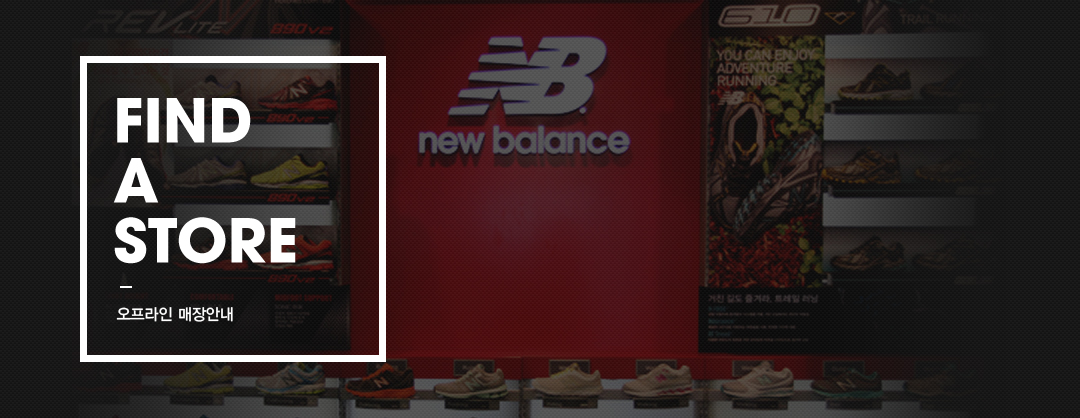 FIND
A
STORE
오프라인 매장안내
REVLITE
890v2
890v2
890v2
890v2
NB
new balance
610
TRAIL RUN
YOU CAN ENJOY
ADVENTURE
RUNNING
거친 길도 즐겨라, 트레일 러닝